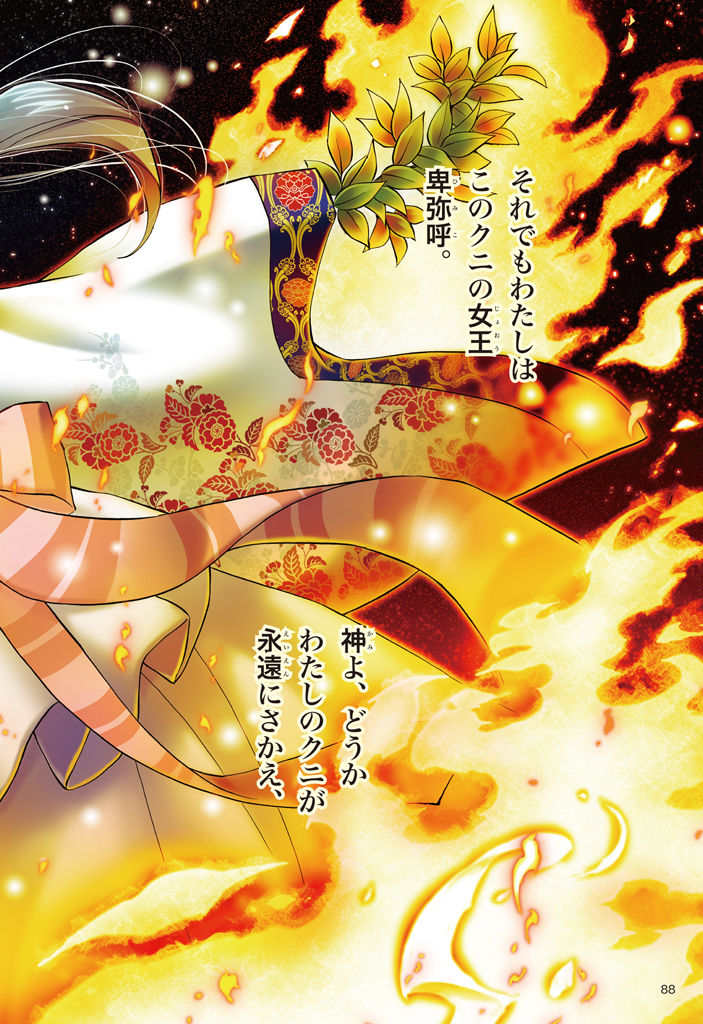 それでもわたしは
このクニの女王
卑弥呼。
神よ、どうか
わたしのクニが
永遠にさかえ、
88